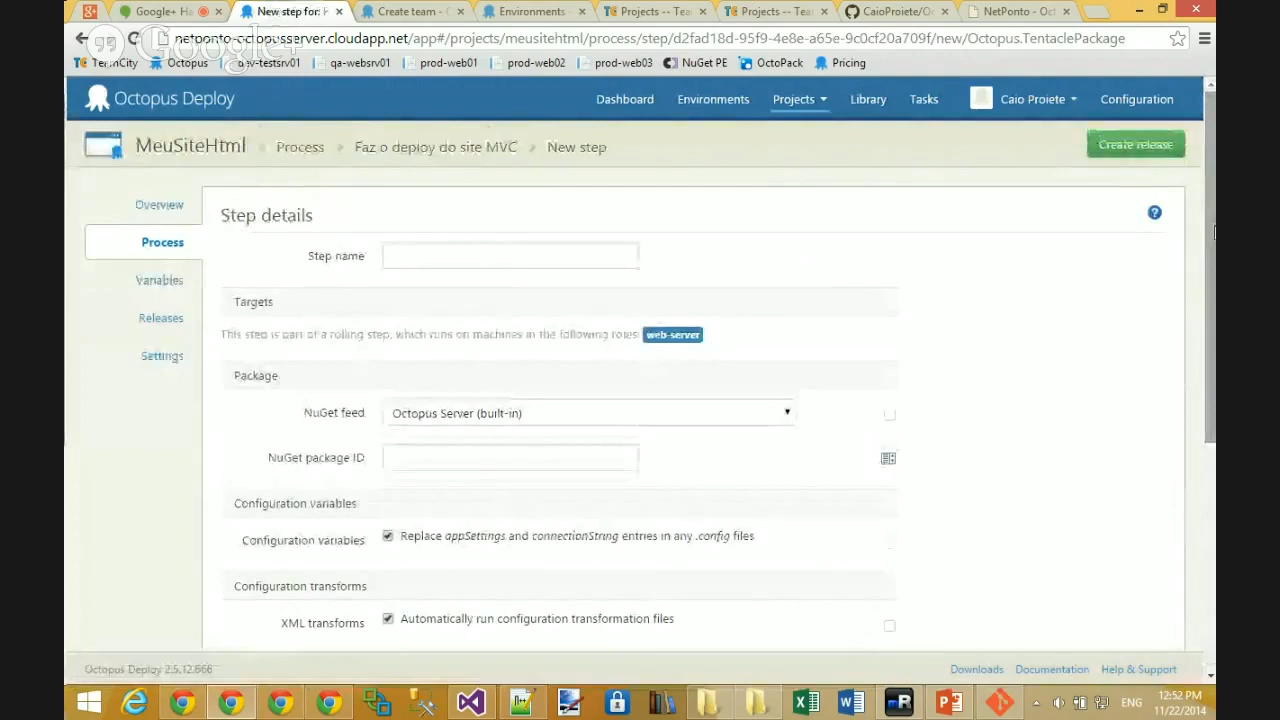 Google+ Ha
New step for: F
Create team - C
Environments -
Projects — Tea
Projects — Tea
CaioProiete/Oc
NetPonto - Oct
netponto-octopusserver.cloudapp.net/app#/projects/meusitehtml/process/step/d2fad18d-95f9-4e8e-a65e-9c0cf20a709f/new/Octopus.TentaclePackage
Google+
TeamCity
Octopus
dev-testsrv01
qa-websrv01
prod-web01
prod-web02
prod-web03
NuGet PE
OctoPack
Pricing
Octopus Deploy
Dashboard
Environments
Projects
Library
Tasks
Caio Proiete
Configuration
MeuSiteHtml
Process
Faz o deploy do site MVC
New step
Create release
Overview
Process
Variables
Releases
Settings
Step details
Step name
Targets
This step is part of a rolling step, which runs on machines in the following roles: web-server
Package
NuGet feed
Octopus Server (built-in)
NuGet package ID
Configuration variables
Configuration variables
Replace appSettings and connectionString entries in any .config files
Configuration transforms
XML transforms
Automatically run configuration transformation files
Octopus Deploy 2.5.12.666
Downloads
Documentation
Help & Support
ENG
12:52 PM
11/22/2014